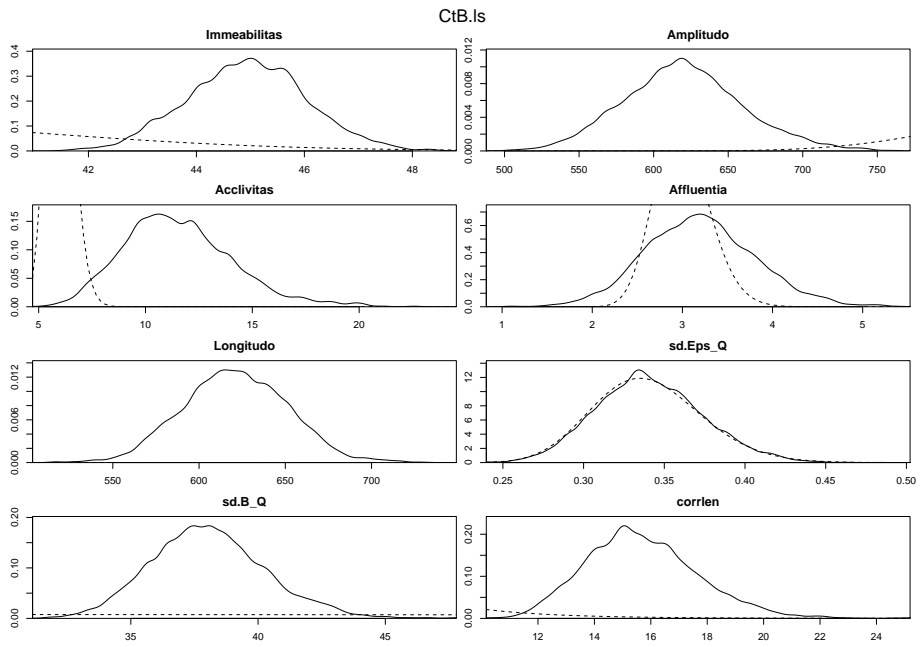 CtB.ls
Immeabilitas
0.0 0.1 0.2 0.3 0.4
42 44 46 48
Amplitudo
0.000 0.004 0.008 0.012
500 550 600 650 700 750
Acclivitas
0.00 0.05 0.10 0.15
5 10 15 20
Affluentia
0.0 0.2 0.4 0.6
1 2 3 4 5
Longitudo
0.000 0.006 0.012
550 600 650 700
sd.Eps_Q
0 2 4 8 12
0.25 0.30 0.35 0.40 0.45 0.50
sd.B_Q
0.00 0.10 0.20
35 40 45
corrlen
0.00 0.10 0.20
12 14 16 18 20 22 24